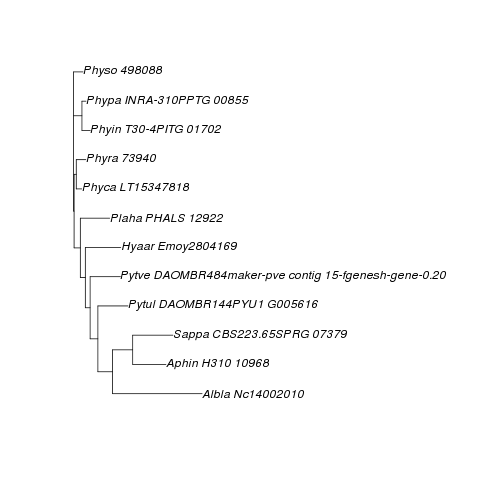 Physo 498088
Phypa INRA-310PPTG 00855
Phyin T30-4PITG 01702
Phyra 73940
Phyca LT15347818
Plaha PHALS 12922
Hyaar Emoy2804169
Pytve DAOMBR484maker-pve contig 15-fgenesh-gene-0.20
Pytul DAOMBR144PYU1 G005616
Sappa CBS223.65SPRG 07379
Aphin H310 10968
Albla Nc14002010